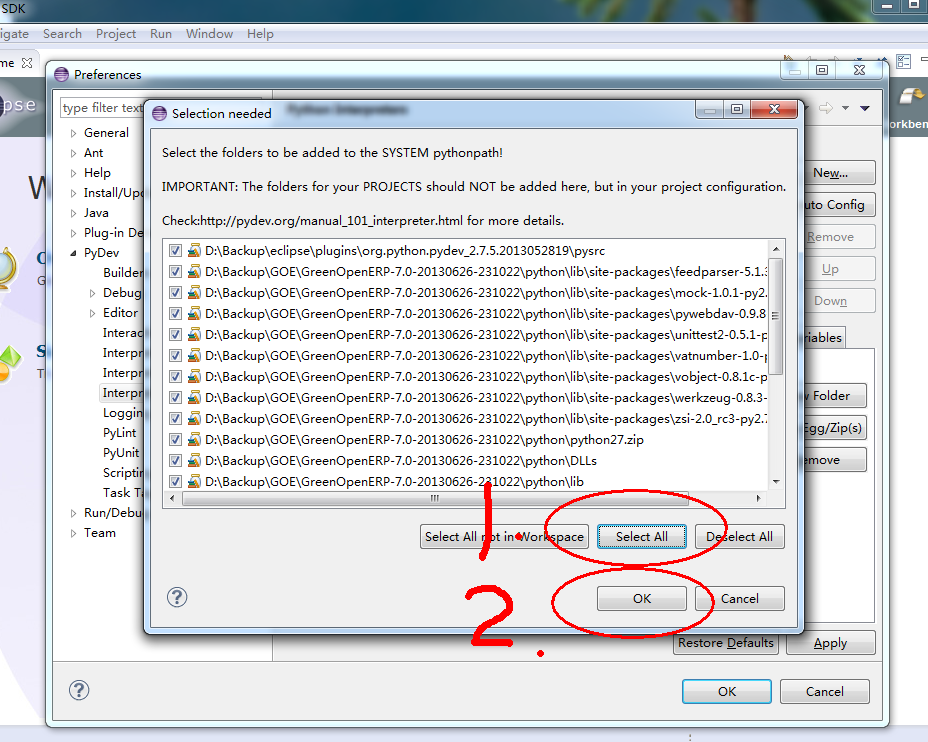 SDK
igate Search Project Run Window Help
me
pse
Preferences
type filter text
Python Interpreters
orkben
General
Ant
Help
Install/Up
Java
Plug-in De
PyDev
Builder
Debug
Editor
Interac
Interpr
Interpr
Interpr
Loggin
PyLint
PyUnit
Scriptin
Task T
Run/Debu
Team
W
Selection needed
Select the folders to be added to the SYSTEM pythonpath!
IMPORTANT: The folders for your PROJECTS should NOT be added here, but in your project configuration.
Check:http://pydev.org/manual_101_interpreter.html for more details.
D:\Backup\eclipse\plugins\org.python.pydev_2.7.5.2013052819\pysrc
D:\Backup\GOE\GreenOpenERP-7.0-20130626-231022\python\lib\site-packages\feedparser-5.1.3
D:\Backup\GOE\GreenOpenERP-7.0-20130626-231022\python\lib\site-packages\mock-1.0.1-py2.
D:\Backup\GOE\GreenOpenERP-7.0-20130626-231022\python\lib\site-packages\pywebdav-0.9.8
D:\Backup\GOE\GreenOpenERP-7.0-20130626-231022\python\lib\site-packages\unittest2-0.5.1-p
D:\Backup\GOE\GreenOpenERP-7.0-20130626-231022\python\lib\site-packages\vatnumber-1.0-p
D:\Backup\GOE\GreenOpenERP-7.0-20130626-231022\python\lib\site-packages\vobject-0.8.1c-p
D:\Backup\GOE\GreenOpenERP-7.0-20130626-231022\python\lib\site-packages\werkzeug-0.8.3-
D:\Backup\GOE\GreenOpenERP-7.0-20130626-231022\python\lib\site-packages\zsi-2.0_rc3-py2.7
D:\Backup\GOE\GreenOpenERP-7.0-20130626-231022\python\python27.zip
D:\Backup\GOE\GreenOpenERP-7.0-20130626-231022\python\DLLs
D:\Backup\GOE\GreenOpenERP-7.0-20130626-231022\python\lib
1.
Select All not in Workspace Select All Deselect All
2.
OK Cancel
New...
uto Config
Remove
Up
Down
riables
w Folder
Egg/Zip(s)
emove
Restore Defaults Apply
OK Cancel